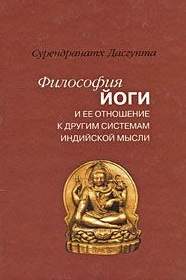 Сурендранатх Дасгупта
Философия
ЙОГИ
И ЕЕ ОТНОШЕНИЕ
К ДРУГИМ СИСТЕМАМ
ИНДИЙСКОЙ МЫСЛИ